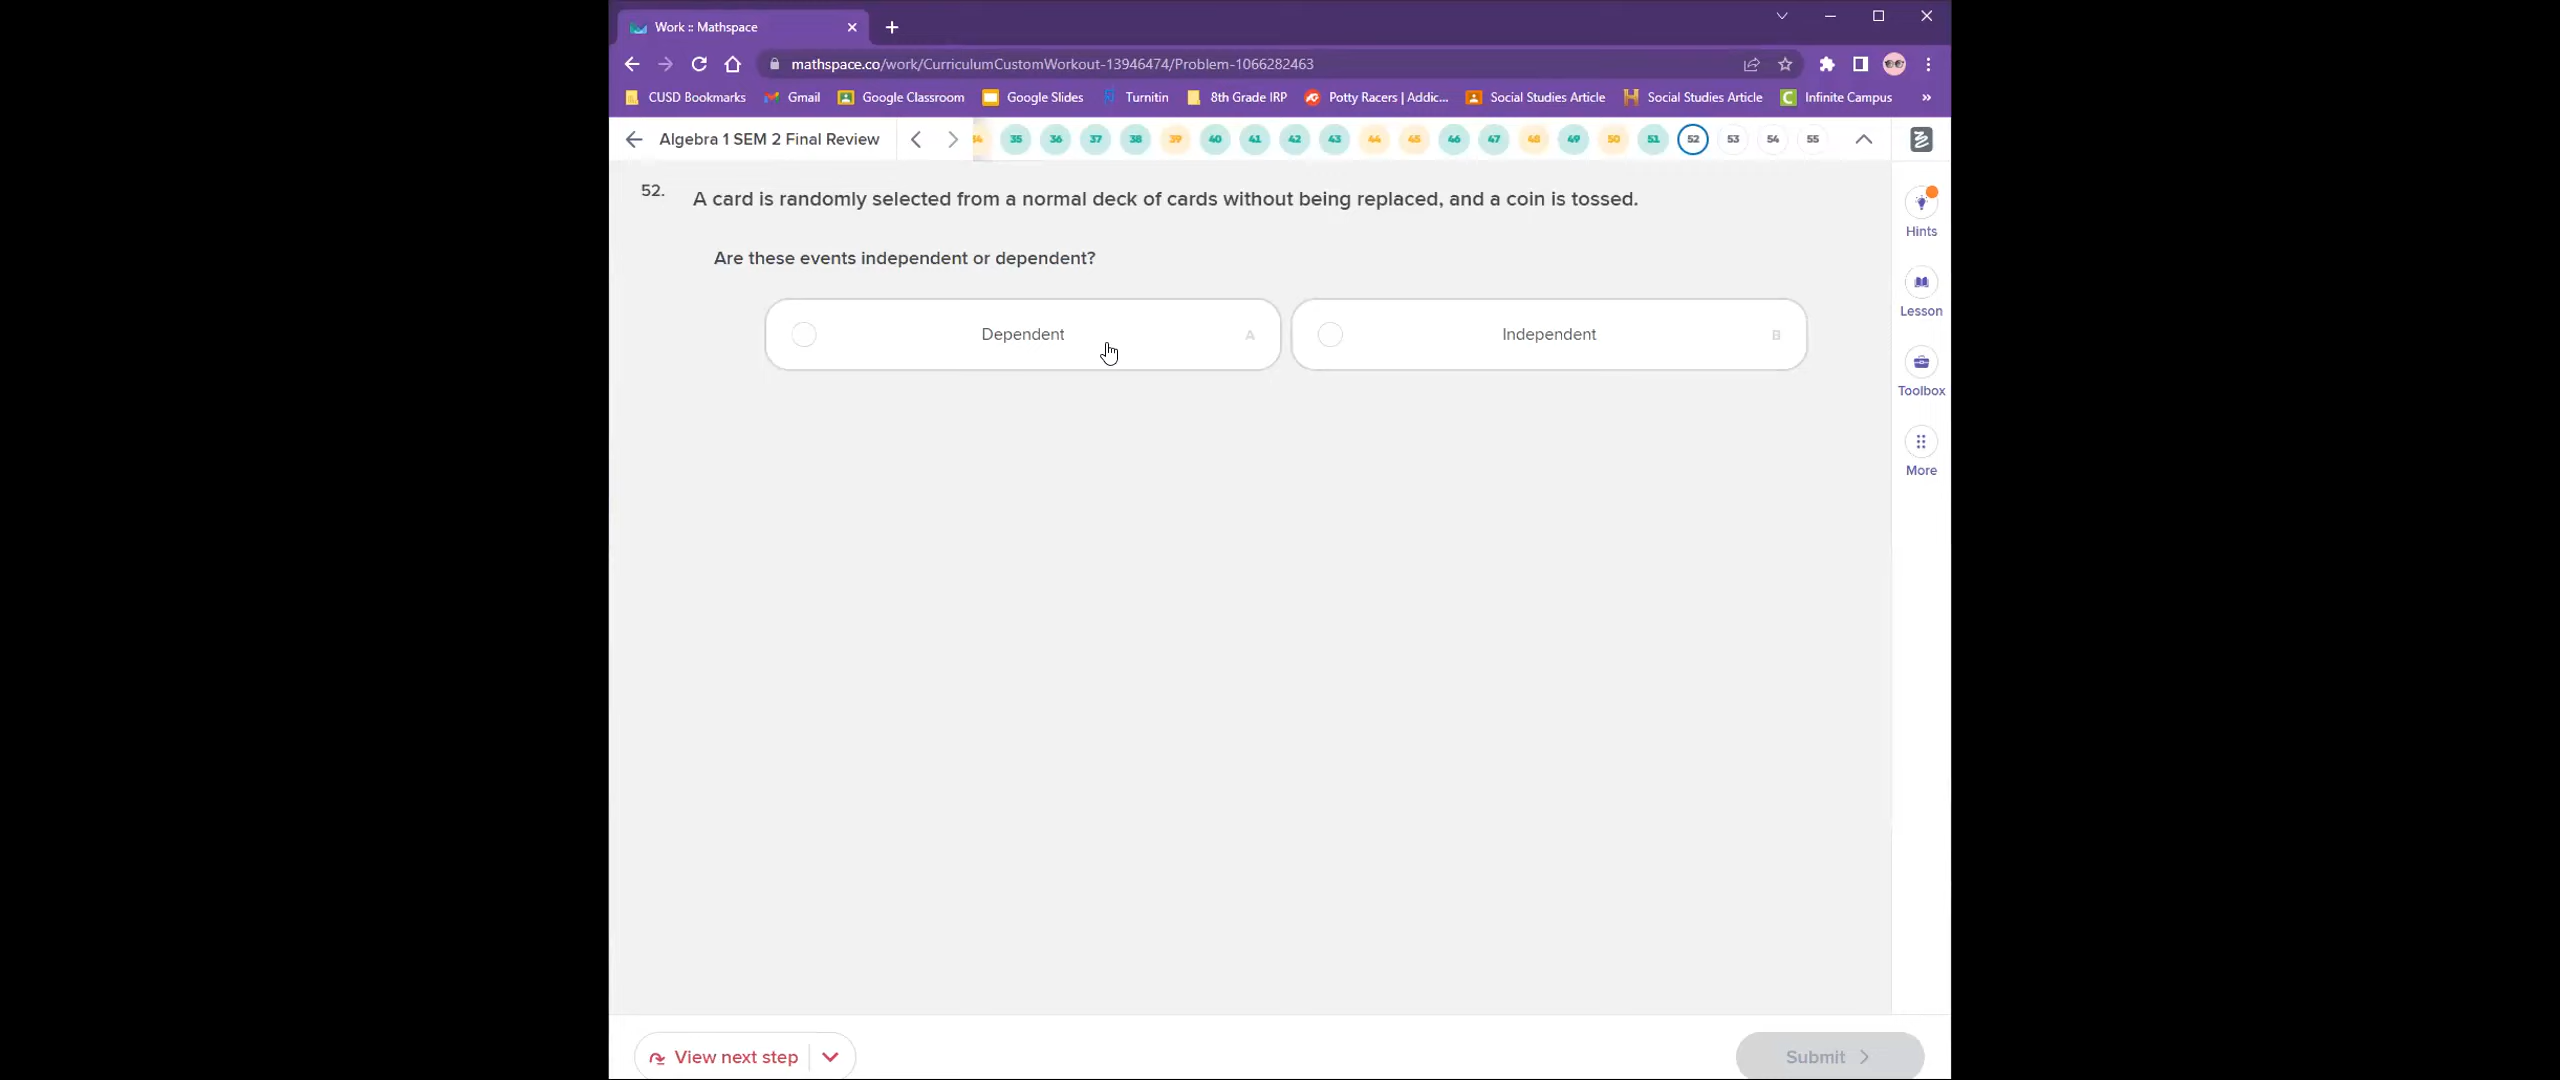 Work :: Mathspace
mathspace.co/work/CurriculumCustomWorkout-13946474/Problem-1066282463
CUSD Bookmarks Gmail Google Classroom Google Slides Turnitin 8th Grade IRP Potty Racers | Addic... Social Studies Article Social Studies Article Infinite Campus »
Algebra 1 SEM 2 Final Review 35 36 37 38 39 40 41 42 43 44 45 46 47 48 49 50 51 52 53 54 55
52. A card is randomly selected from a normal deck of cards without being replaced, and a coin is tossed.
Hints
Are these events independent or dependent?
Lesson
Dependent A Independent B
Toolbox
More
View next step Submit